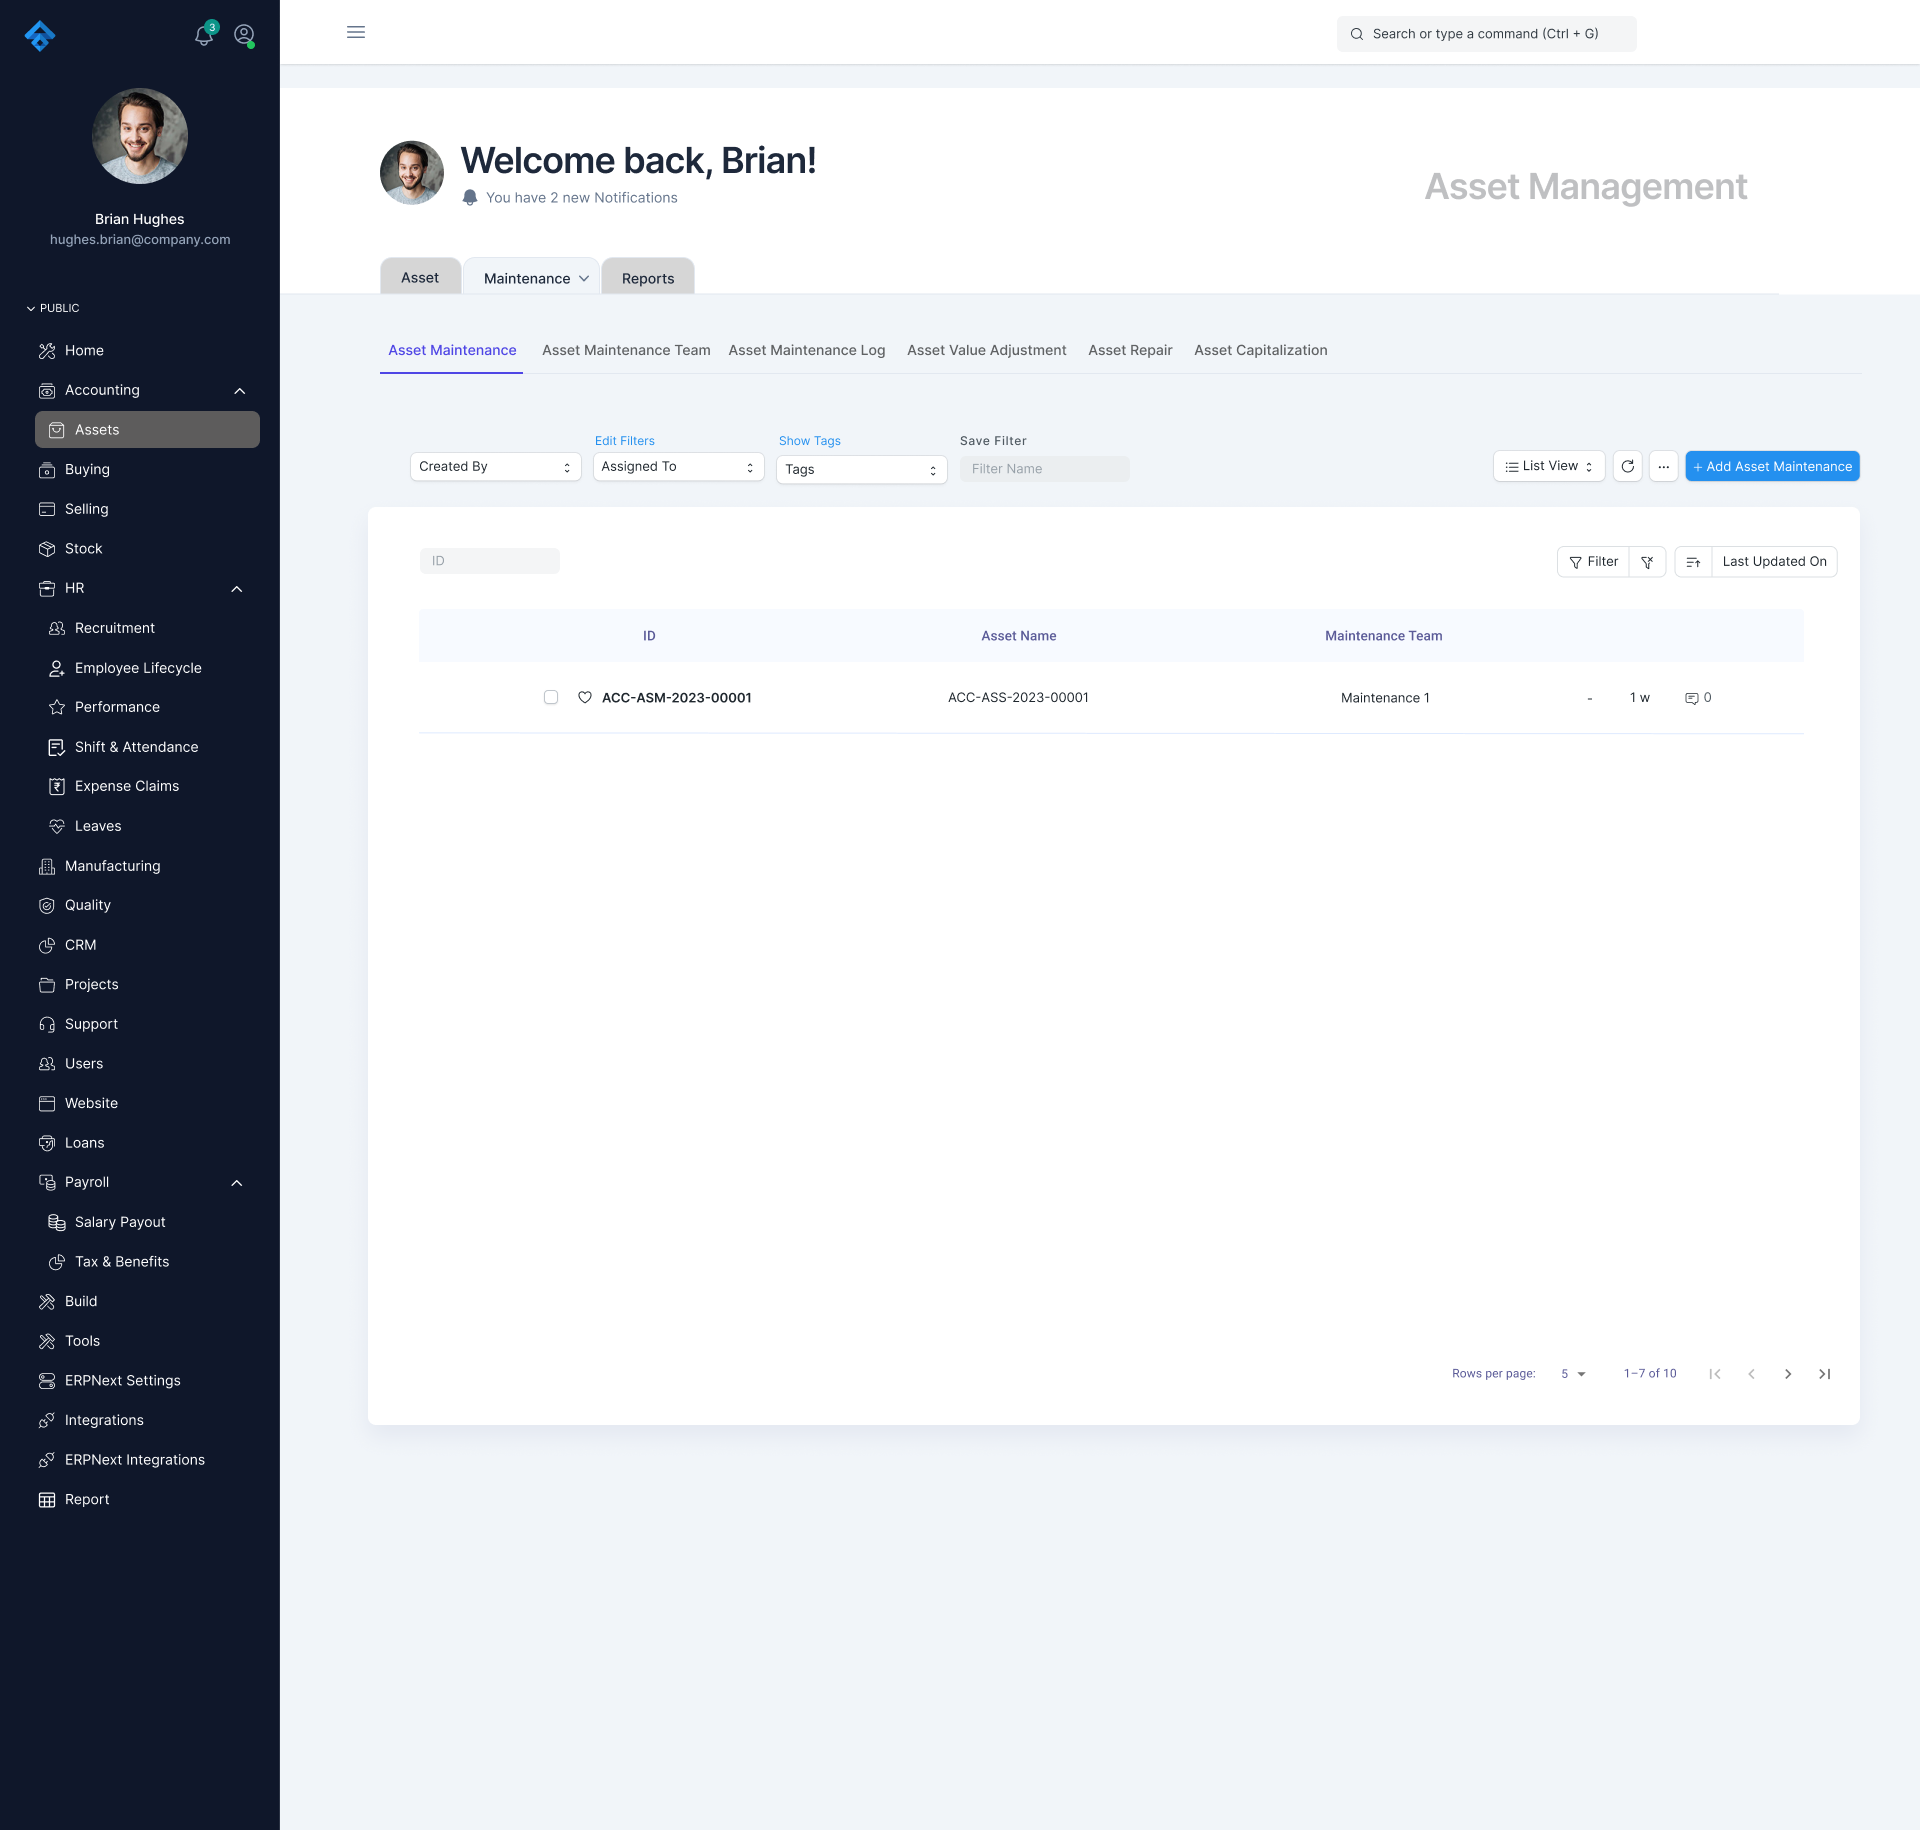 3
Brian Hughes
hughes.brian@company.com
PUBLIC
Home
Accounting
Assets
Buying
Selling
Stock
HR
Recruitment
Employee Lifecycle
Performance
Shift & Attendance
Expense Claims
Leaves
Manufacturing
Quality
CRM
Projects
Support
Users
Website
Loans
Payroll
Salary Payout
Tax & Benefits
Build
Tools
ERPNext Settings
Integrations
ERPNext Integrations
Report
Search or type a command (Ctrl + G)
Welcome back, Brian!
You have 2 new Notifications
Asset Management
Asset Maintenance Reports
Asset Maintenance Asset Maintenance Team Asset Maintenance Log Asset Value Adjustment Asset Repair Asset Capitalization
Edit Filters Show Tags Save Filter
Created By Assigned To Tags Filter Name List View ... + Add Asset Maintenance
ID Filter Last Updated On
ID Asset Name Maintenance Team
ACC-ASM-2023-00001 ACC-ASS-2023-00001 Maintenance 1 - 1 w 0
Rows per page: 5 1–7 of 10